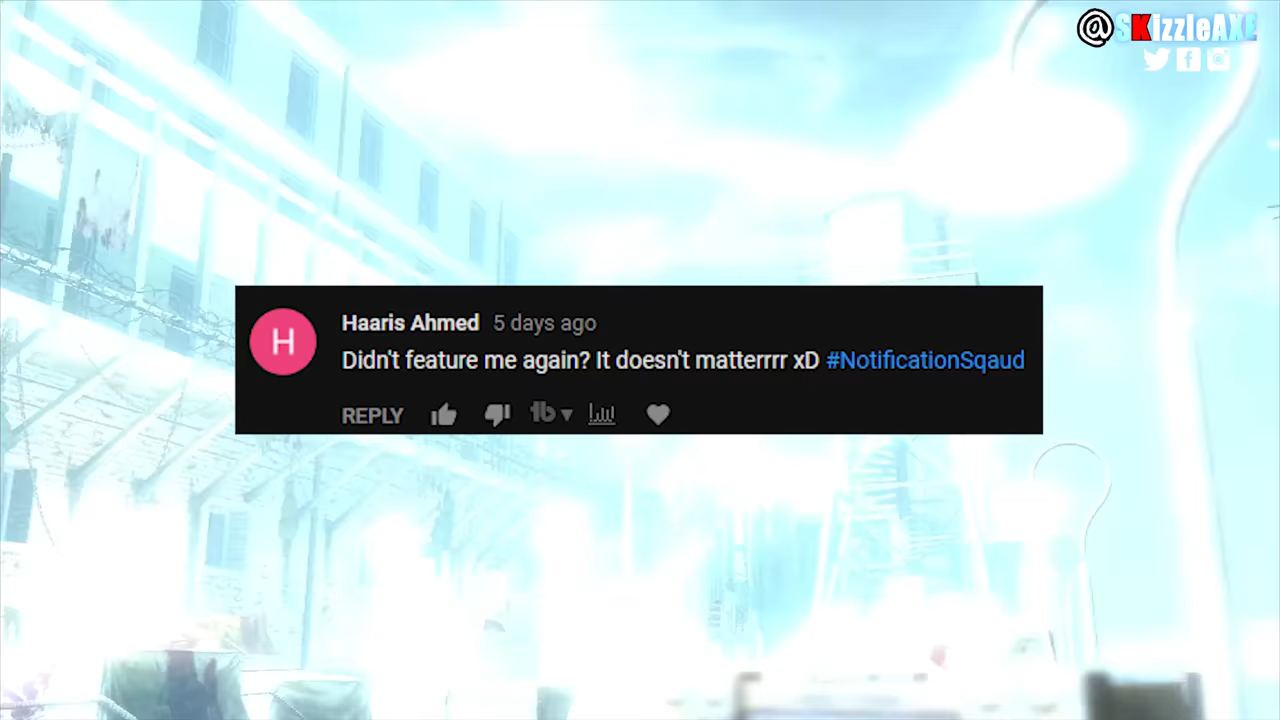 @SKizzleAXE
Haaris Ahmed 5 days ago
Didn't feature me again? It doesn't matterrrr xD #NotificationSqaud
REPLY